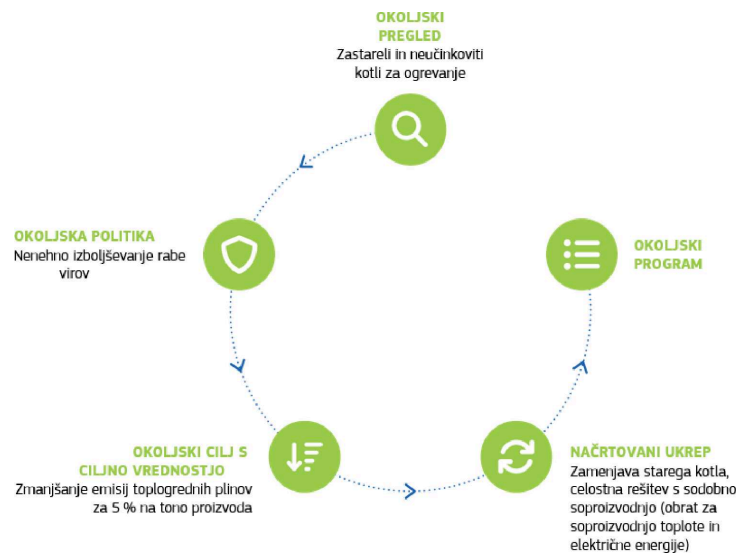 OKOLJSKI
PREGLED
Zastareli in neučinkoviti
kotli za ogrevanje
OKOLJSKA POLITIKA
Nenehno izboljševanje rabe
virov
OKOLJSKI CILJ S
CILJNO VREDNOSTJO
Zmanjšanje emisij toplogrednih plinov
za 5 % na tono proizvoda
NAČRTOVANI UKREP
Zamenjava starega kotla,
celostna rešitev s sodobno
soproizvodnjo (obrat za
soproizvodnjo toplote in
električne energije)
OKOLJSKI
PROGRAM